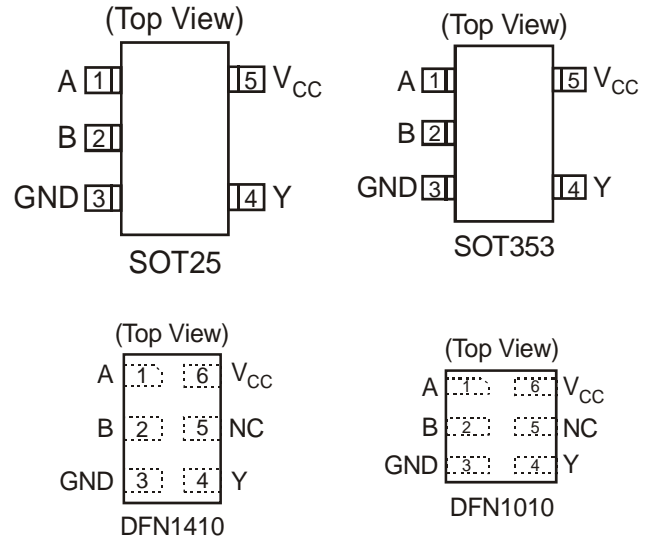 (Top View)
A 1 5 VCC
B 2
GND 3 4 Y
SOT25
(Top View)
A 1 5 VCC
B 2
GND 3 4 Y
SOT353
(Top View)
A 1 6 VCC
B 2 5 NC
GND 3 4 Y
DFN1410
(Top View)
A 1 6 VCC
B 2 5 NC
GND 3 4 Y
DFN1010